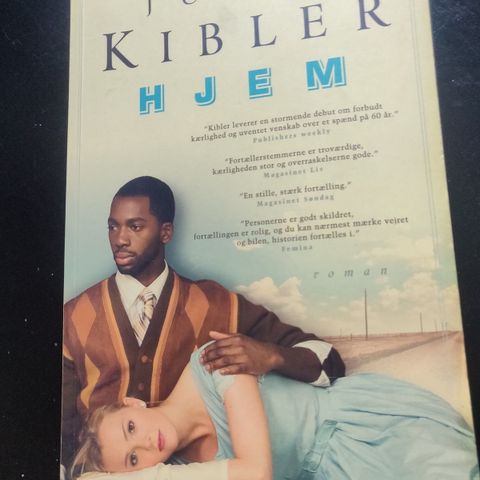 KIBLER
HJEM
"Kibler leverer en stormende debut om forbudt
kærlighed og uventet venskab over et spænd på 60 år."
Publishers weekly
"Fortællerstemmerne er troværdige,
kærligheden stor og overraskelserne gode."
Magasinet Liv
"En stille, stærk fortælling."
Magasinet Søndag
"Personerne er godt skildret,
fortællingen er rolig, og du kan nærmest mærke vejret
og bilen, historien fortælles i."
Femina
roman